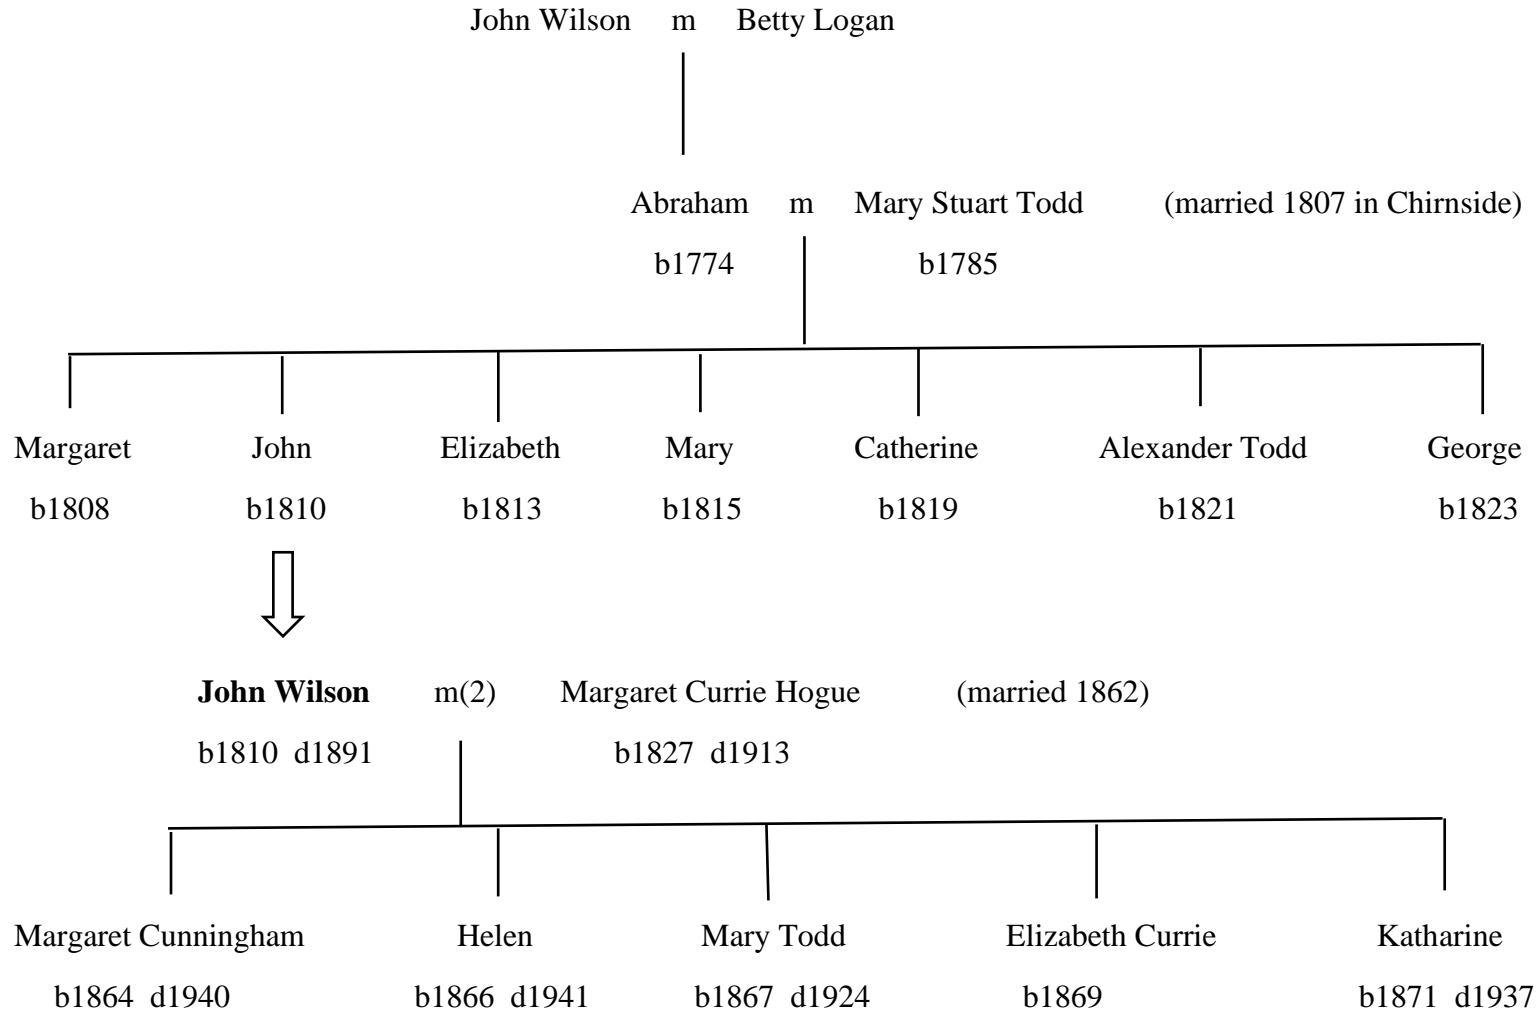 John Wilson m Betty Logan
Abraham m Mary Stuart Todd (married 1807 in Chirnside)
b1774 b1785
Margaret John Elizabeth Mary Catherine Alexander Todd George
b1808 b1810 b1813 b1815 b1819 b1821 b1823
John Wilson m(2) Margaret Currie Hogue (married 1862)
b1810 d1891 b1827 d1913
Margaret Cunningham Helen Mary Todd Elizabeth Currie Katharine
b1864 d1940 b1866 d1941 b1867 d1924 b1869 b1871 d1937